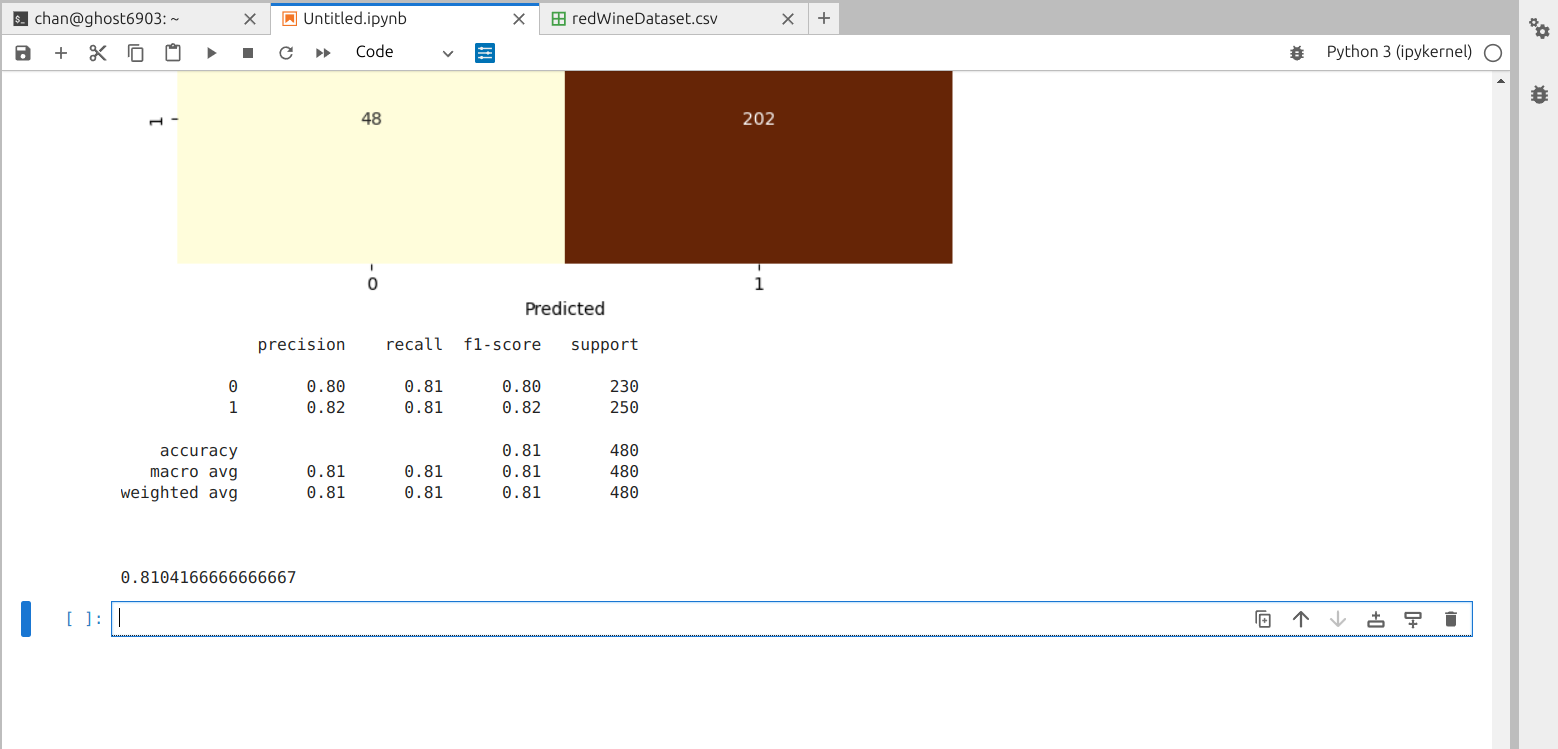 chan@ghost6903: ~ Untitled.ipynb redWineDataset.csv
Code Python 3 (ipykernel)
1 48 202
0 1
Predicted
precision recall f1-score support
0 0.80 0.81 0.80 230
1 0.82 0.81 0.82 250
accuracy 0.81 480
macro avg 0.81 0.81 0.81 480
weighted avg 0.81 0.81 0.81 480
0.8104166666666667
[ ]: